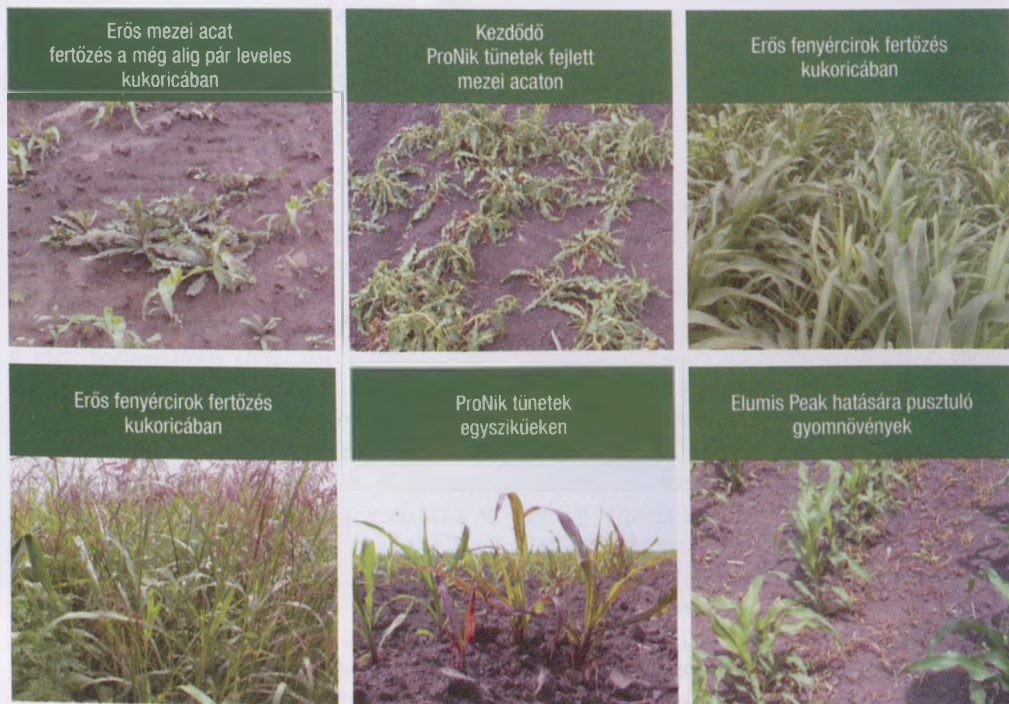 Erős mezei acat
fertőzés a még alig pár leveles
kukoricában
Kezdődő
ProNik tünetek fejlett
mezei acaton
Erős fenyércirok fertőzés
kukoricában
Erős fenyércirok fertőzés
kukoricában
ProNik tünetek
egyszikűeken
Elumis Peak hatására pusztuló
gyomnövények